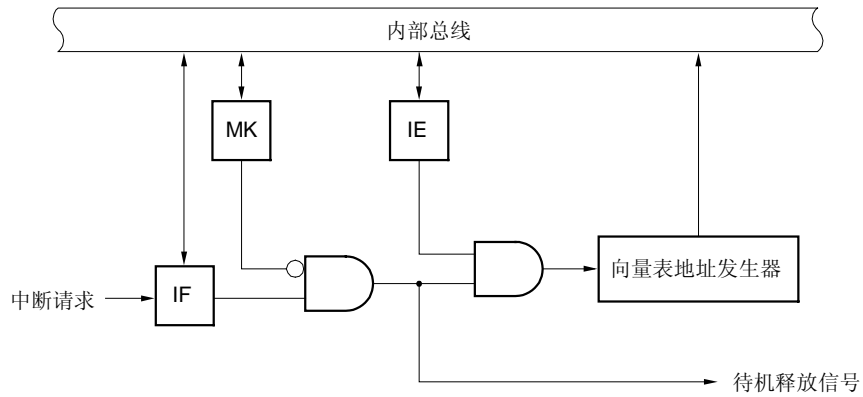 内部总线
MK
IE
向量表地址发生器
中断请求
IF
待机释放信号